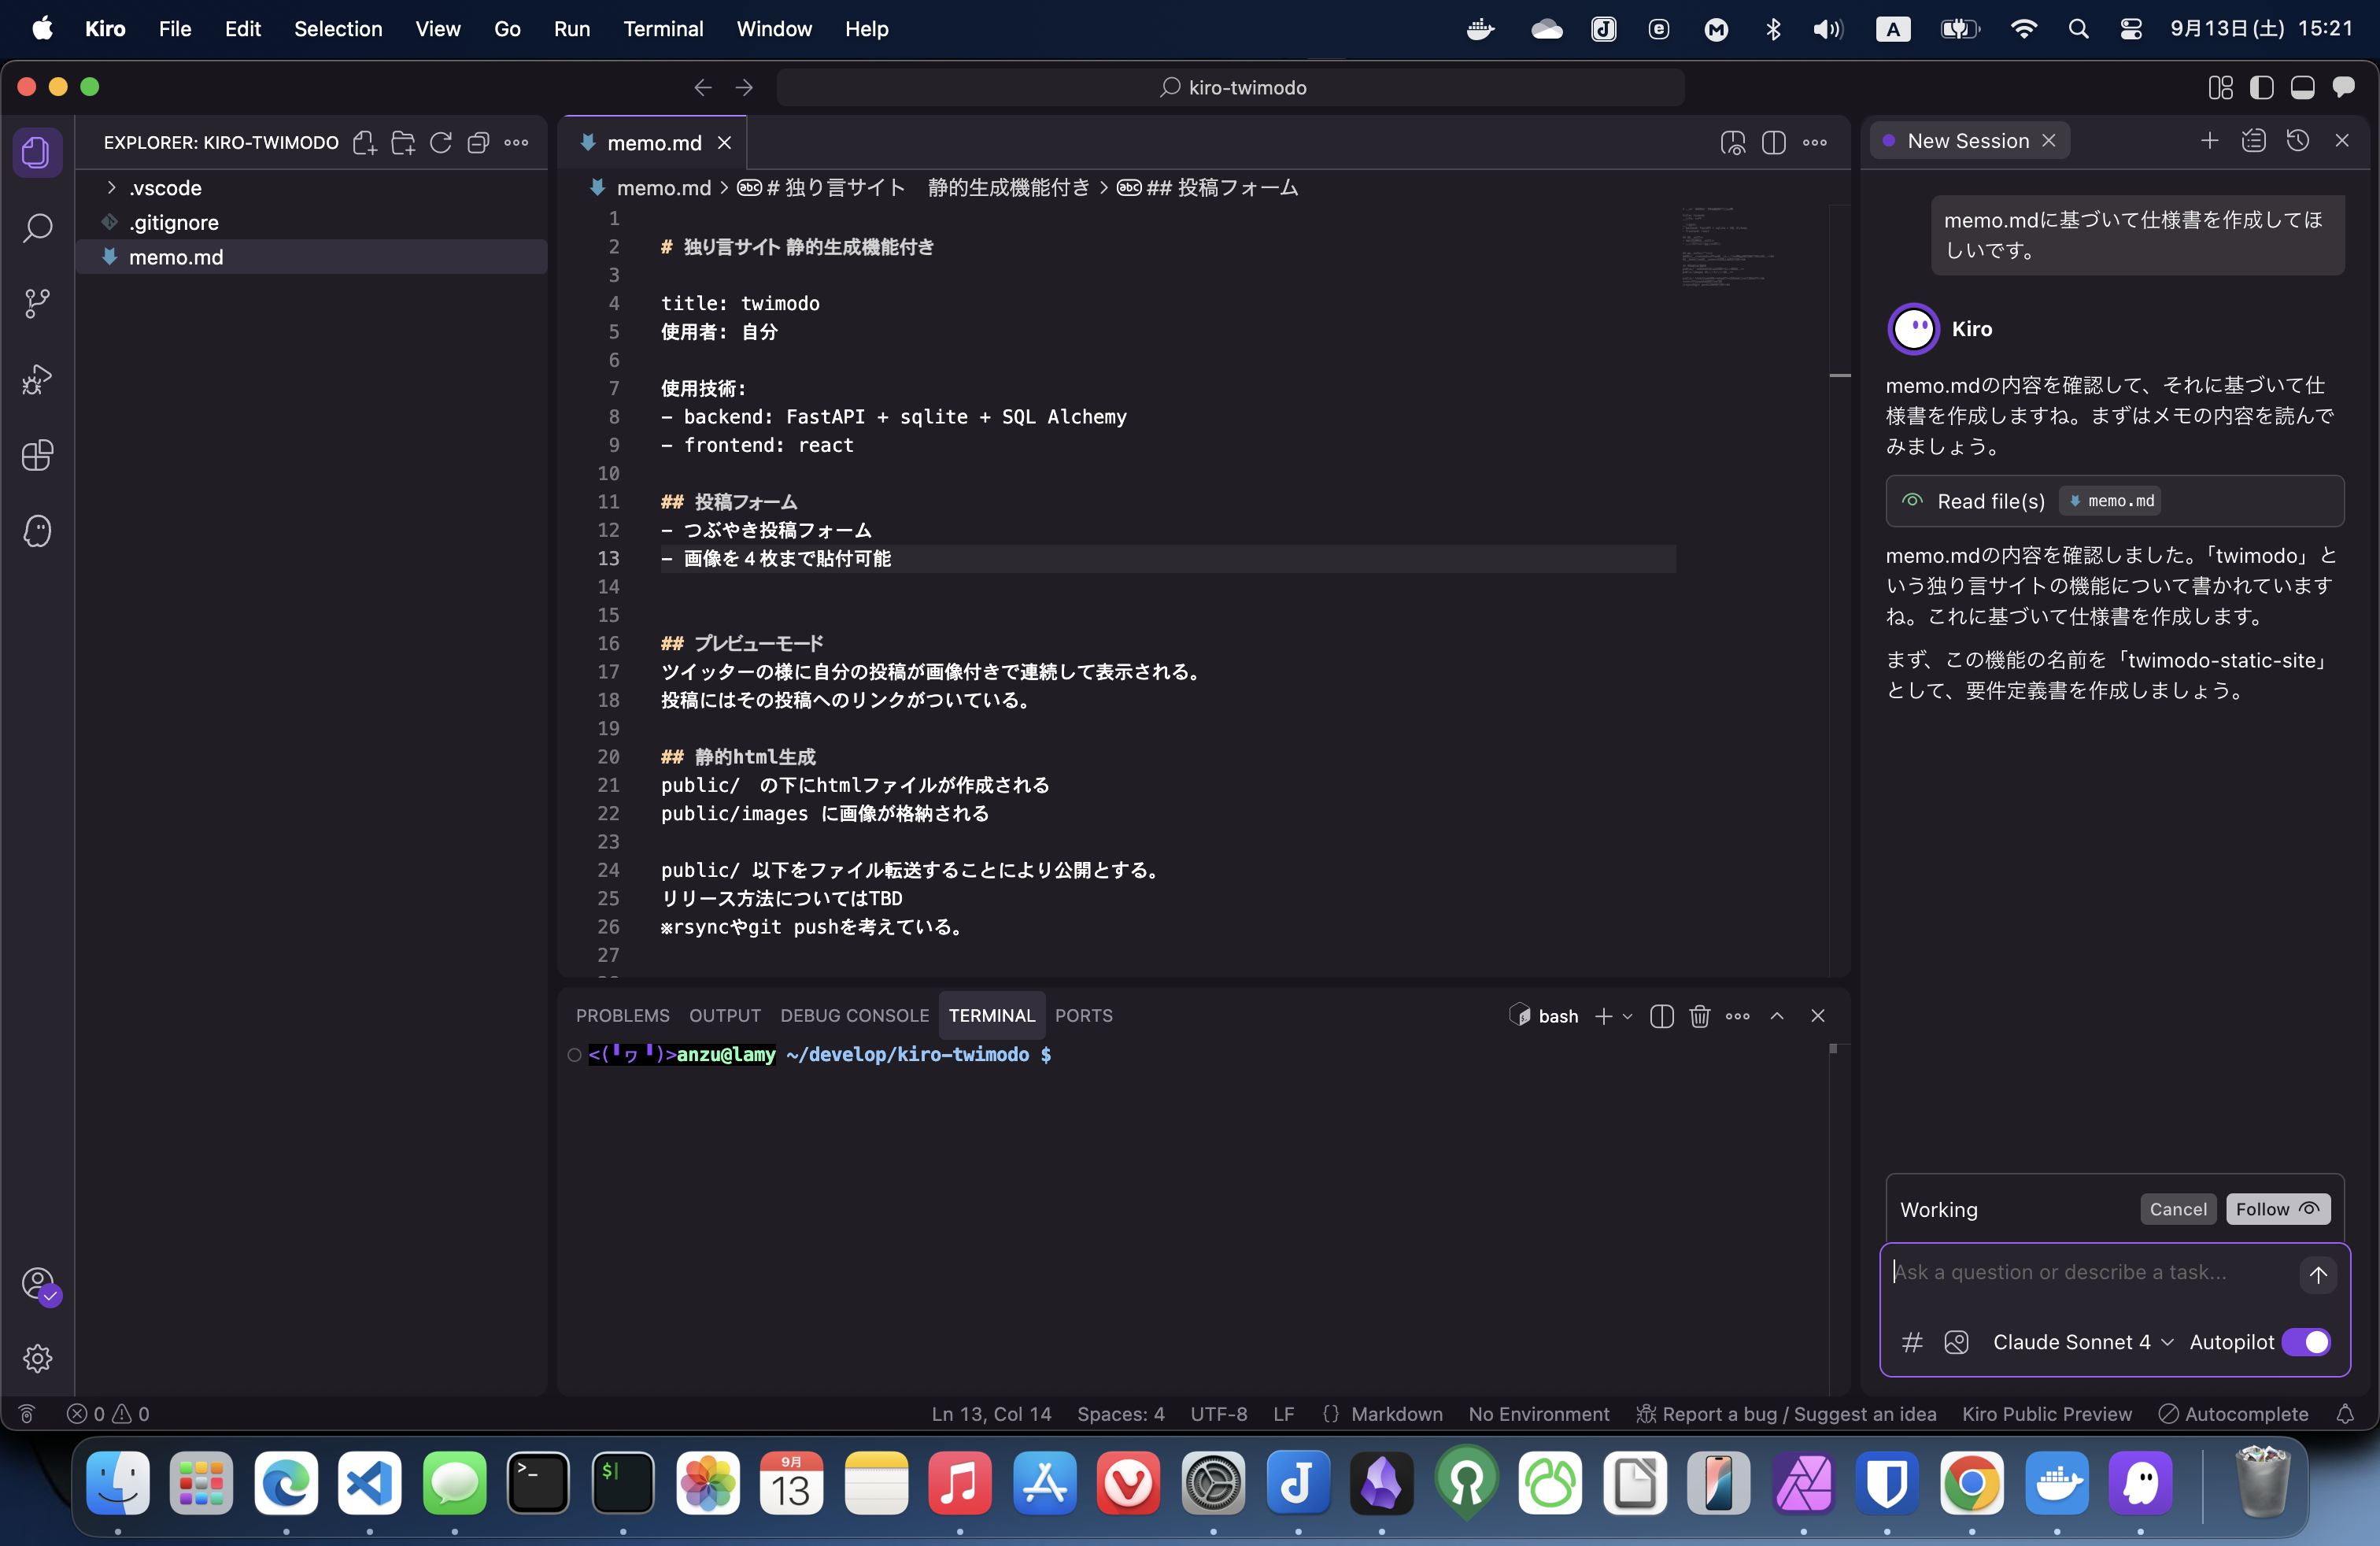 Kiro File Edit Selection View Go Run Terminal Window Help
A
9月13日(土) 15:21
kiro-twimodo
EXPLORER: KIRO-TWIMODO
.vscode
.gitignore
memo.md
memo.md
memo.md > # 独り言サイト　静的生成機能付き > ## 投稿フォーム
1
2 # 独り言サイト 静的生成機能付き
3
4 title: twimodo
5 使用者: 自分
6
7 使用技術:
8 - backend: FastAPI + sqlite + SQL Alchemy
9 - frontend: react
10
11 ## 投稿フォーム
12 - つぶやき投稿フォーム
13 - 画像を４枚まで貼付可能
14
15
16 ## プレビューモード
17 ツイッターの様に自分の投稿が画像付きで連続して表示される。
18 投稿にはその投稿へのリンクがついている。
19
20 ## 静的html生成
21 public/　の下にhtmlファイルが作成される
22 public/images に画像が格納される
23
24 public/ 以下をファイル転送することにより公開とする。
25 リリース方法についてはTBD
26 ※rsyncやgit pushを考えている。
27
PROBLEMS OUTPUT DEBUG CONSOLE TERMINAL PORTS
bash
<(╹ヮ╹)>anzu@lamy ~/develop/kiro-twimodo $
New Session
memo.mdに基づいて仕様書を作成してほ
しいです。
Kiro
memo.mdの内容を確認して、それに基づいて仕
様書を作成しますね。まずはメモの内容を読んで
みましょう。
Read file(s) memo.md
memo.mdの内容を確認しました。「twimodo」と
いう独り言サイトの機能について書かれています
ね。これに基づいて仕様書を作成します。
まず、この機能の名前を「twimodo-static-site」
として、要件定義書を作成しましょう。
Working Cancel Follow
Ask a question or describe a task...
# Claude Sonnet 4 Autopilot
0 0 Ln 13, Col 14 Spaces: 4 UTF-8 LF {} Markdown No Environment Report a bug / Suggest an idea Kiro Public Preview Autocomplete
9月
13